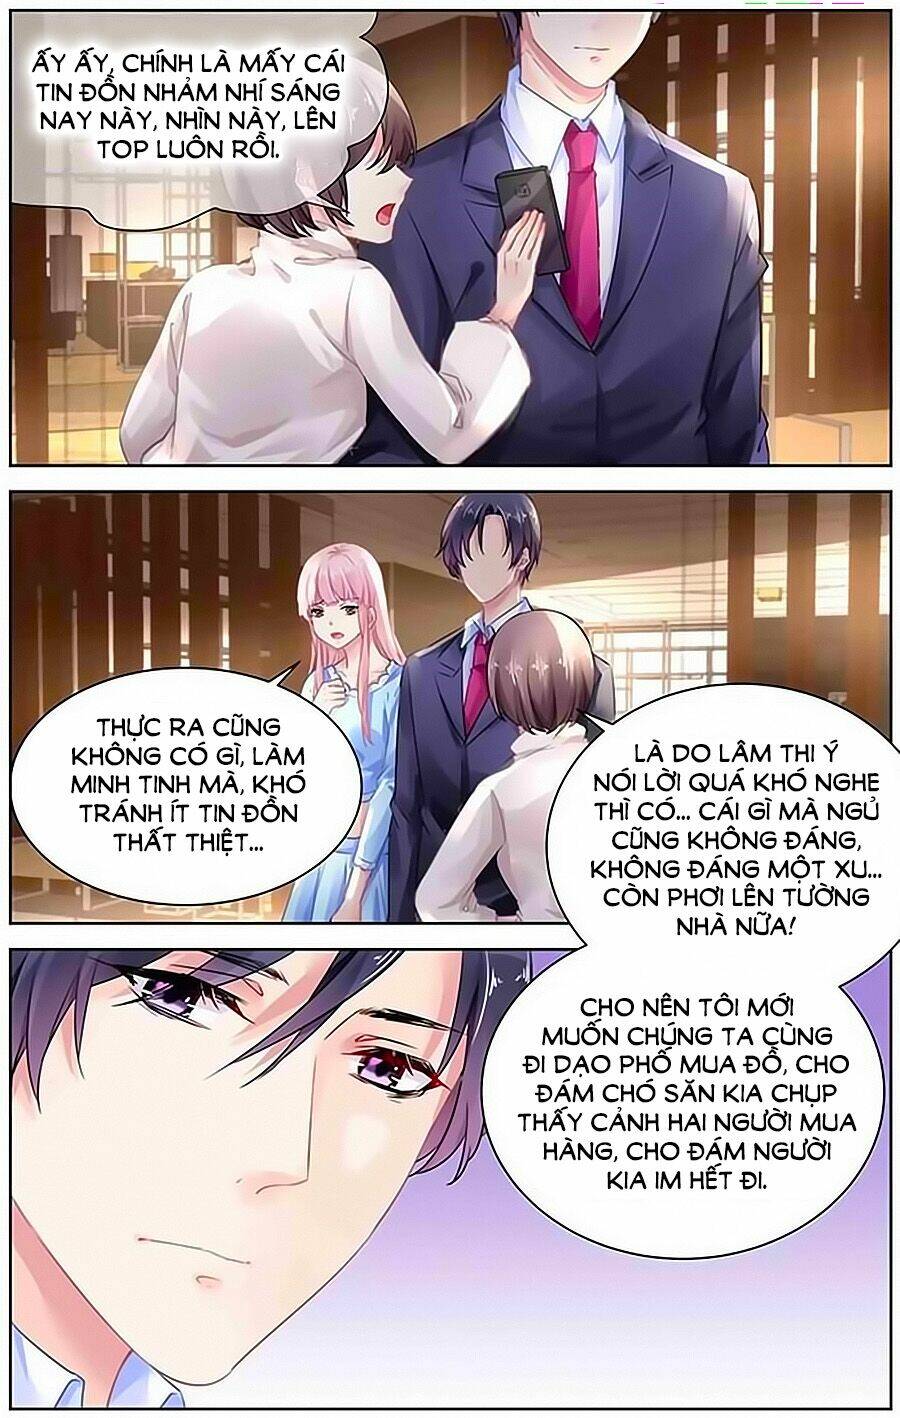 ẤY ẤY, CHÍNH LÀ MẤY CÁI
TIN ĐỒN NHẢM NHÍ SÁNG
NAY NÀY, NHÌN NÀY, LÊN
TOP LUÔN RỒI.
THỰC RA CŨNG
KHÔNG CÓ GÌ, LÀM
MINH TINH MÀ, KHÓ
TRÁNH ÍT TIN ĐỒN
THẤT THIỆT...
LÀ DO LÂM THI Ý
NÓI LỜI QUÁ KHÓ NGHE
THÌ CÓ... CÁI GÌ MÀ NGỦ
CŨNG KHÔNG ĐÁNG,
KHÔNG ĐÁNG MỘT XU...
CÒN PHƠI LÊN TƯỜNG
NHÀ NỮA!
CHO NÊN TÔI MỚI
MUỐN CHÚNG TA CÙNG
ĐI DẠO PHỐ MUA ĐỒ, CHO
ĐÁM CHÓ SĂN KIA CHỤP
THẤY CẢNH HAI NGƯỜI MUA
HÀNG, CHO ĐÁM NGƯỜI
KIA IM HẾT ĐI.